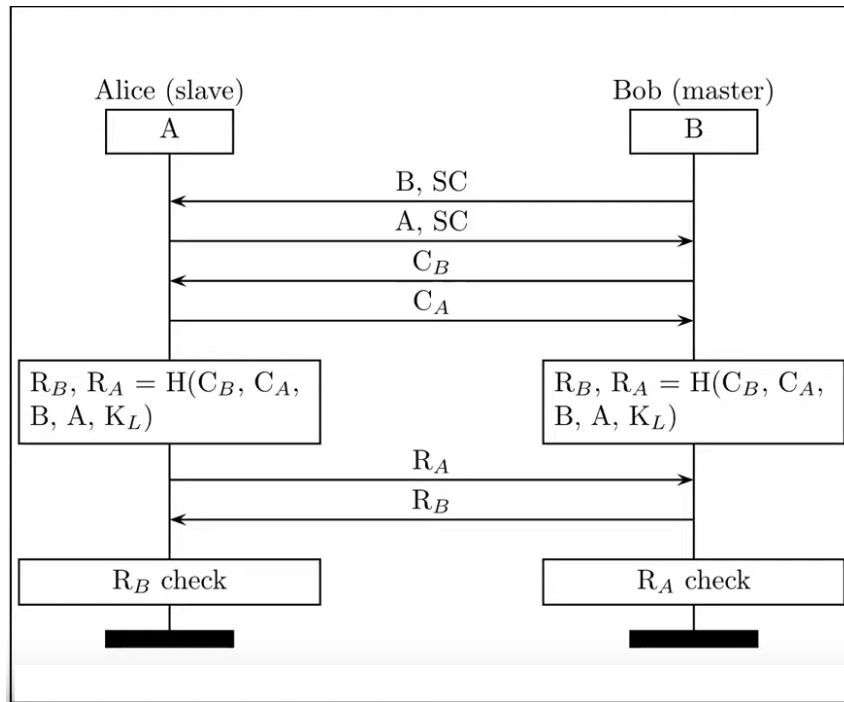 Alice (slave)
Bob (master)
A
B
B, SC
A, SC
C_B
C_A
R_B, R_A = H(C_B, C_A,
B, A, K_L)
R_B, R_A = H(C_B, C_A,
B, A, K_L)
R_A
R_B
R_B check
R_A check